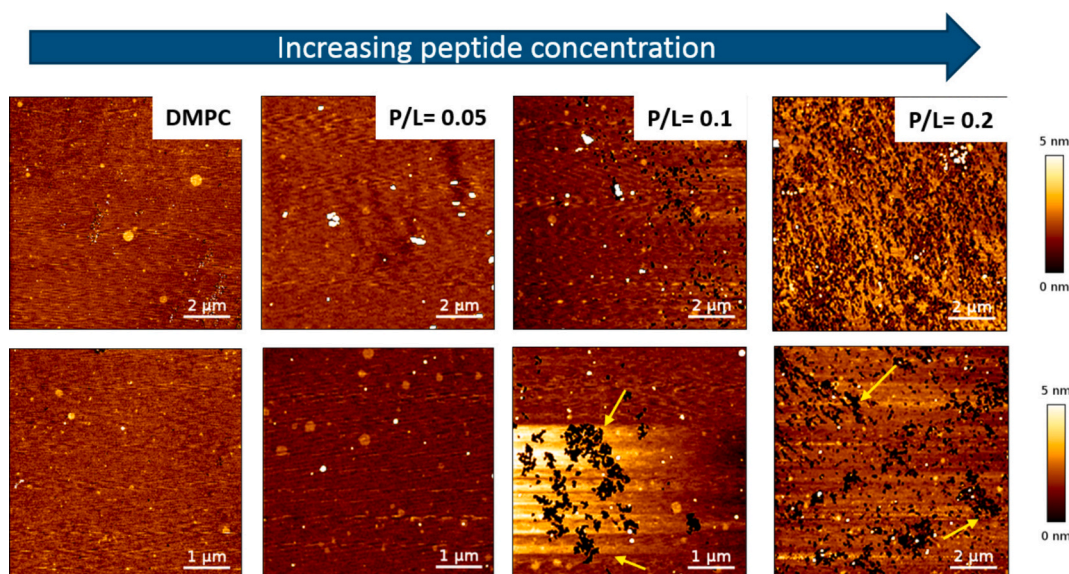 Increasing peptide concentration
DMPC
P/L= 0.05
P/L= 0.1
P/L= 0.2
5 nm
2 µm
2 µm
2 µm
2 µm
0 nm
5 nm
1 µm
1 µm
1 µm
2 µm
0 nm